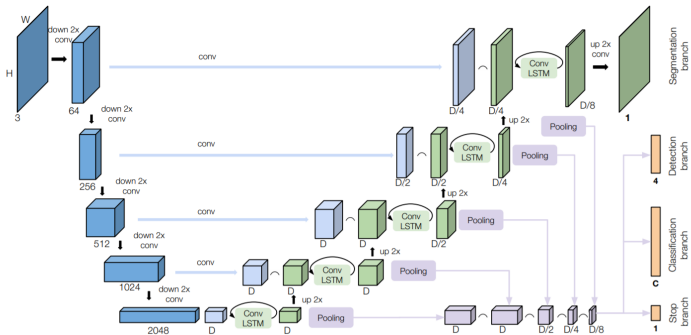 W
H
3
down 2x
conv
64
conv
D/4
D/4
Conv
LSTM
D/8
up 2x
conv
1
Segmentation
branch
down 2x
conv
256
conv
D/2
D/2
Conv
LSTM
D/4
up 2x
Pooling
Pooling
4
Detection
branch
down 2x
conv
512
conv
D
D
Conv
LSTM
D/2
up 2x
Pooling
C
Classification
branch
down 2x
conv
1024
conv
D
D
Conv
LSTM
D
up 2x
Pooling
down 2x
conv
2048
D
Conv
LSTM
D
up 2x
Pooling
D
D
D/2
D/4
D/8
1
Stop
branch